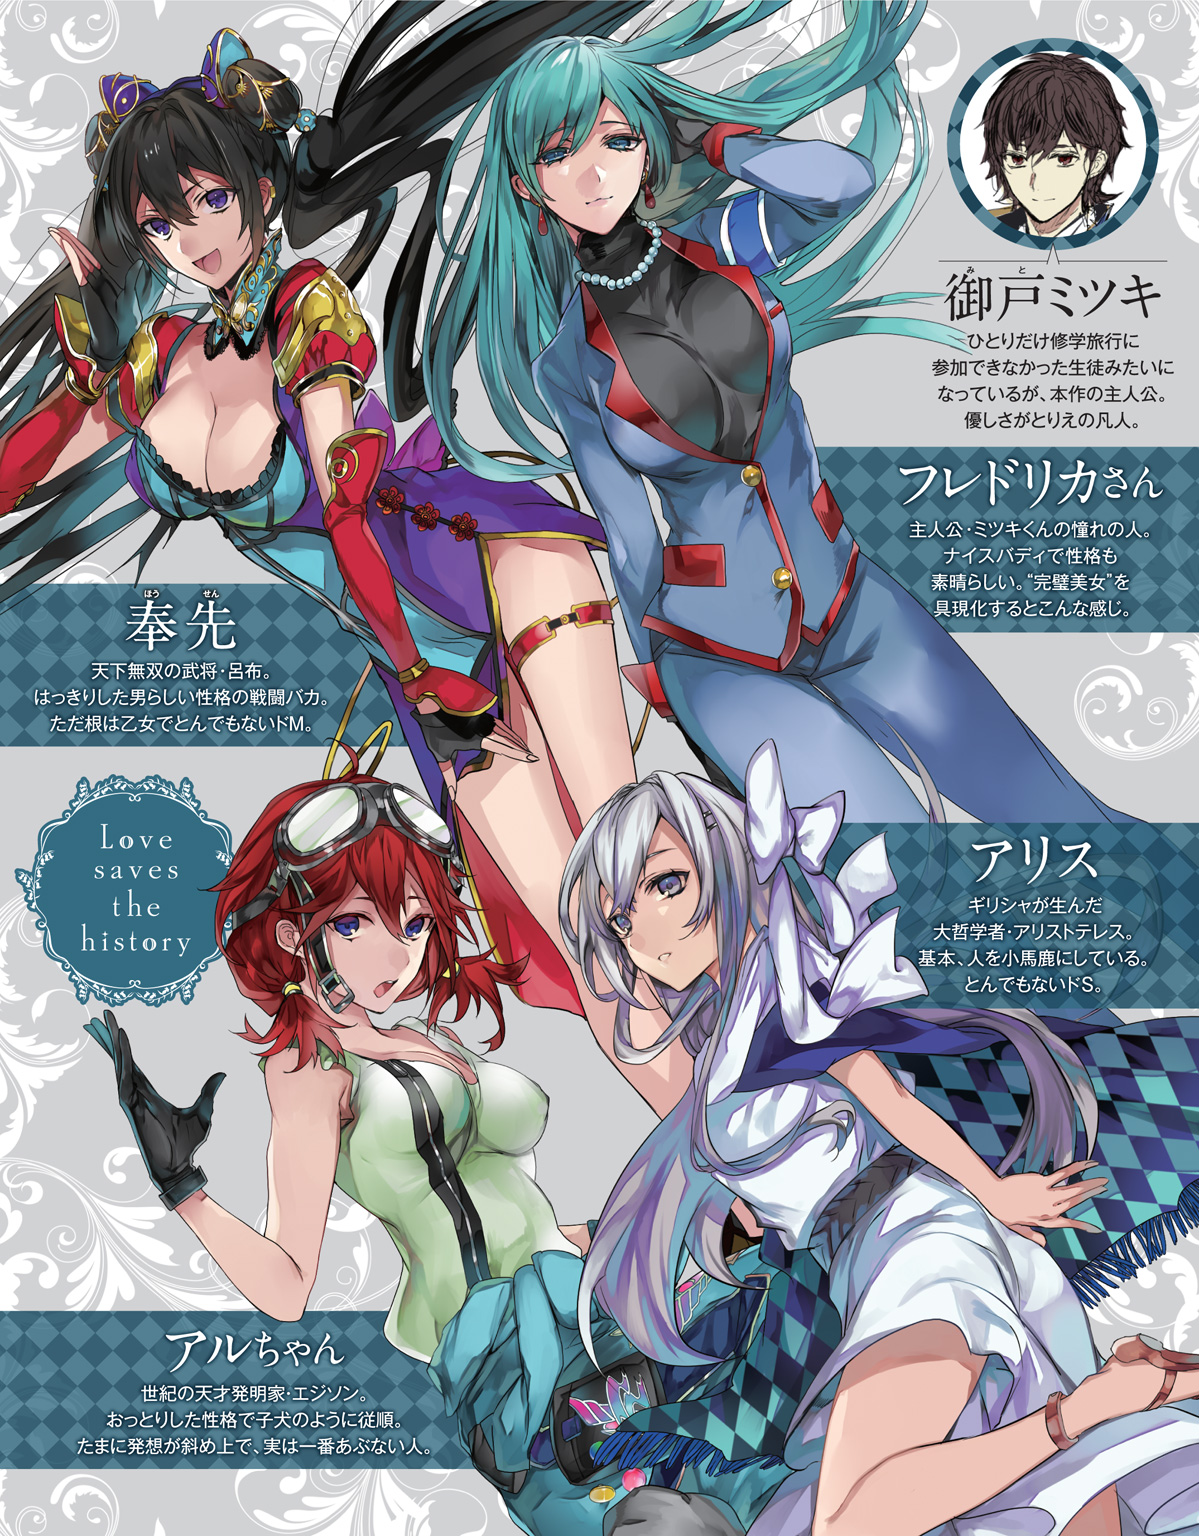 御戸ミツキ
みと
ひとりだけ修学旅行に
参加できなかった生徒みたいに
なっているが、本作の主人公。
優しさがとりえの凡人。
フレドリカさん
主人公・ミツキくんの憧れの人。
ナイスバディで性格も
素晴らしい。“完璧美女”を
具現化するとこんな感じ。
奉先
ほうせん
天下無双の武将・呂布。
はっきりした男らしい性格の戦闘バカ。
ただ根は乙女でとんでもないドM。
Love
saves
the
history
アリス
ギリシャが生んだ
大哲学者・アリストテレス。
基本、人を小馬鹿にしている。
とんでもないドS。
アルちゃん
世紀の天才発明家・エジソン。
おっとりした性格で子犬のように従順。
たまに発想が斜め上で、実は一番あぶない人。